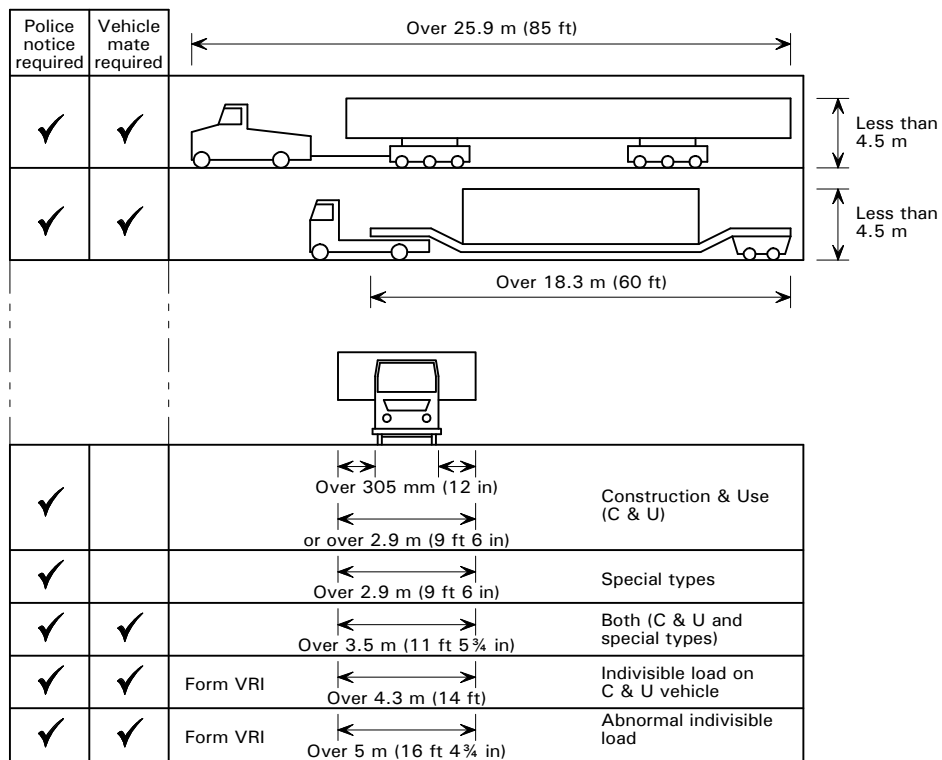 Police
notice
required
Vehicle
mate
required
Over 25.9 m (85 ft)
Less than
4.5 m
Less than
4.5 m
Over 18.3 m (60 ft)
Over 305 mm (12 in)
or over 2.9 m (9 ft 6 in)
Construction & Use
(C & U)
Over 2.9 m (9 ft 6 in)
Special types
Over 3.5 m (11 ft 5¾ in)
Both (C & U and
special types)
Form VRI
Over 4.3 m (14 ft)
Indivisible load on
C & U vehicle
Form VRI
Over 5 m (16 ft 4¾ in)
Abnormal indivisible
load